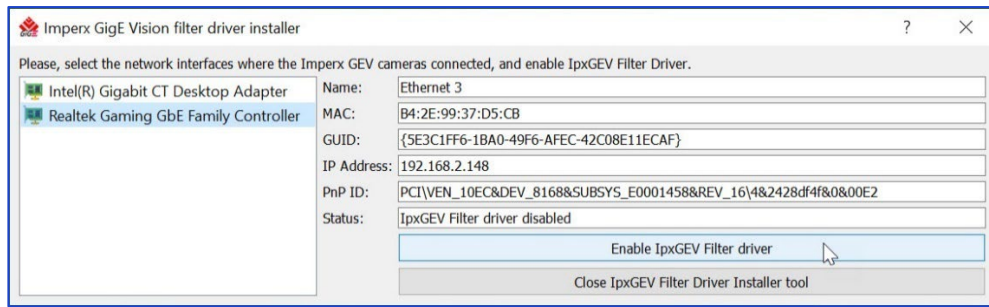 Imperx GigE Vision filter driver installer
?
Please, select the network interfaces where the Imperx GEV cameras connected, and enable IpxGEV Filter Driver.
Intel(R) Gigabit CT Desktop Adapter
Realtek Gaming GbE Family Controller
Name: Ethernet 3
MAC: B4:2E:99:37:D5:CB
GUID: {5E3C1FF6-1BA0-49F6-AFEC-42C08E11ECAF}
IP Address: 192.168.2.148
PnP ID: PCI\VEN_10EC&DEV_8168&SUBSYS_E0001458&REV_16\4&2428df4f&0&00E2
Status: IpxGEV Filter driver disabled
Enable IpxGEV Filter driver
Close IpxGEV Filter Driver Installer tool